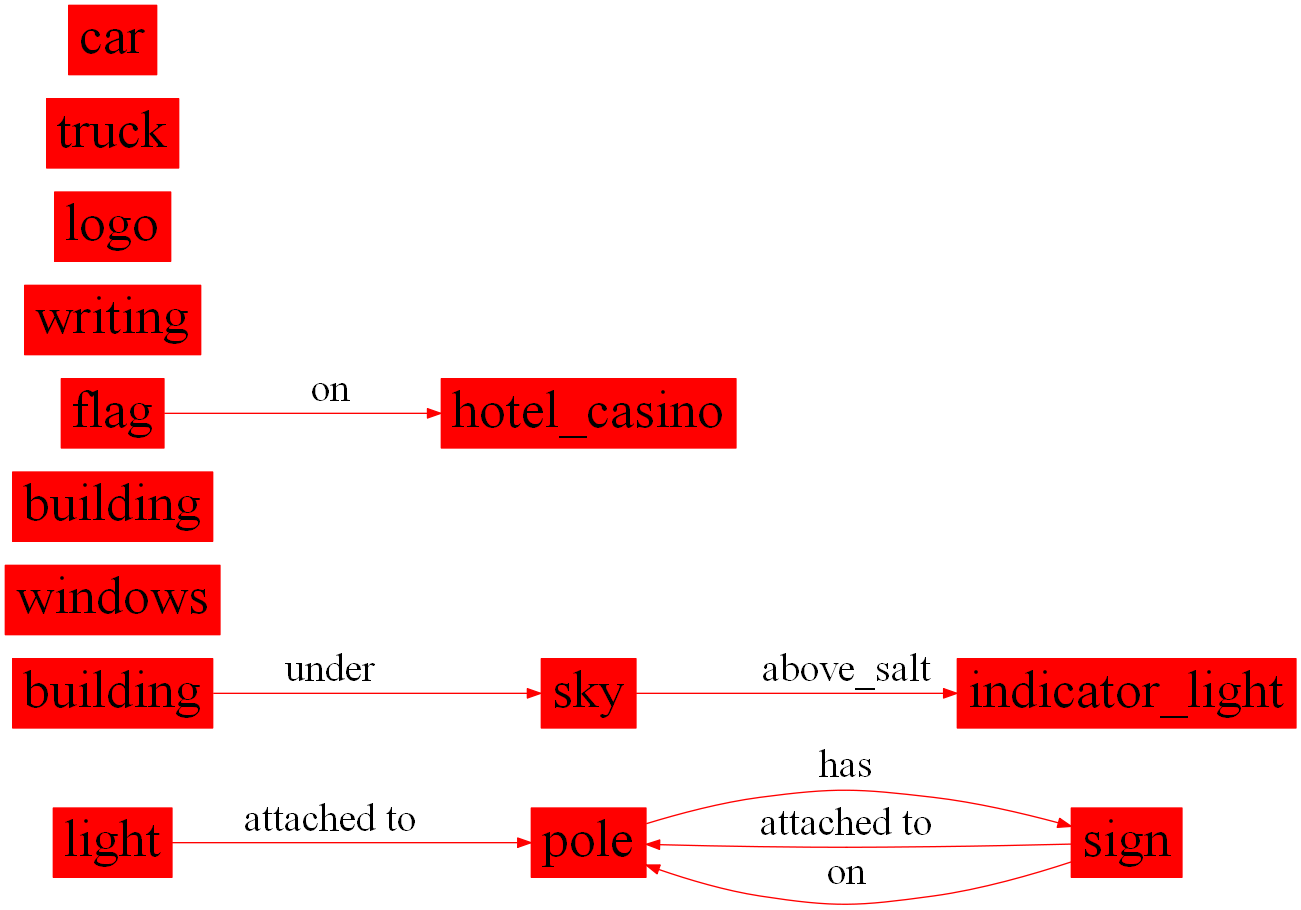 car
truck
logo
writing
flag on hotel_casino
building
windows
building under sky above_salt indicator_light
has
light attached to pole attached to sign
on